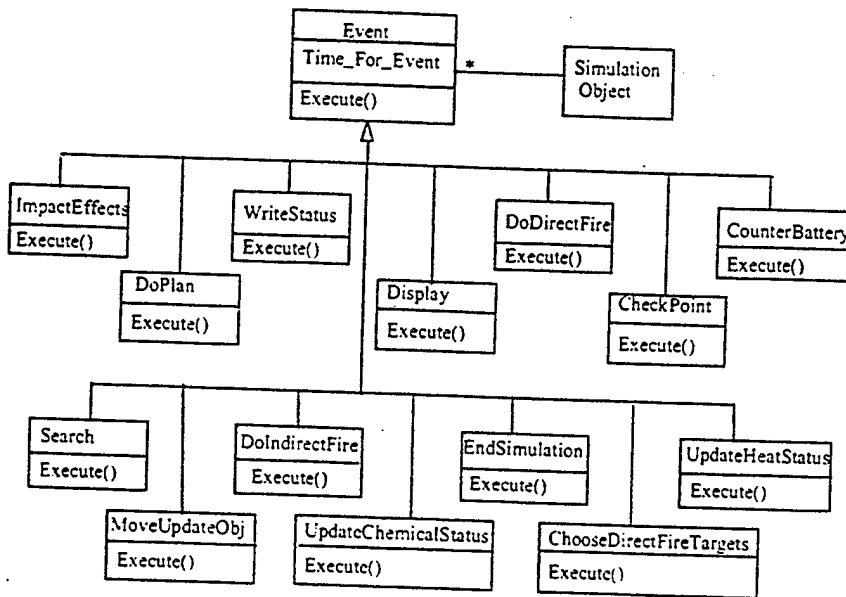 Event
Time_For_Event
Execute()
*
Simulation
Object
ImpactEffects
Execute()
DoPlan
Execute()
WriteStatus
Execute()
Display
Execute()
DoDirectFire
Execute()
CheckPoint
Execute()
CounterBattery
Execute()
Search
Execute()
MoveUpdateObj
Execute()
DoIndirectFire
Execute()
UpdateChemicalStatus
Execute()
EndSimulation
Execute()
ChooseDirectFireTargets
Execute()
UpdateHeatStatus
Execute()